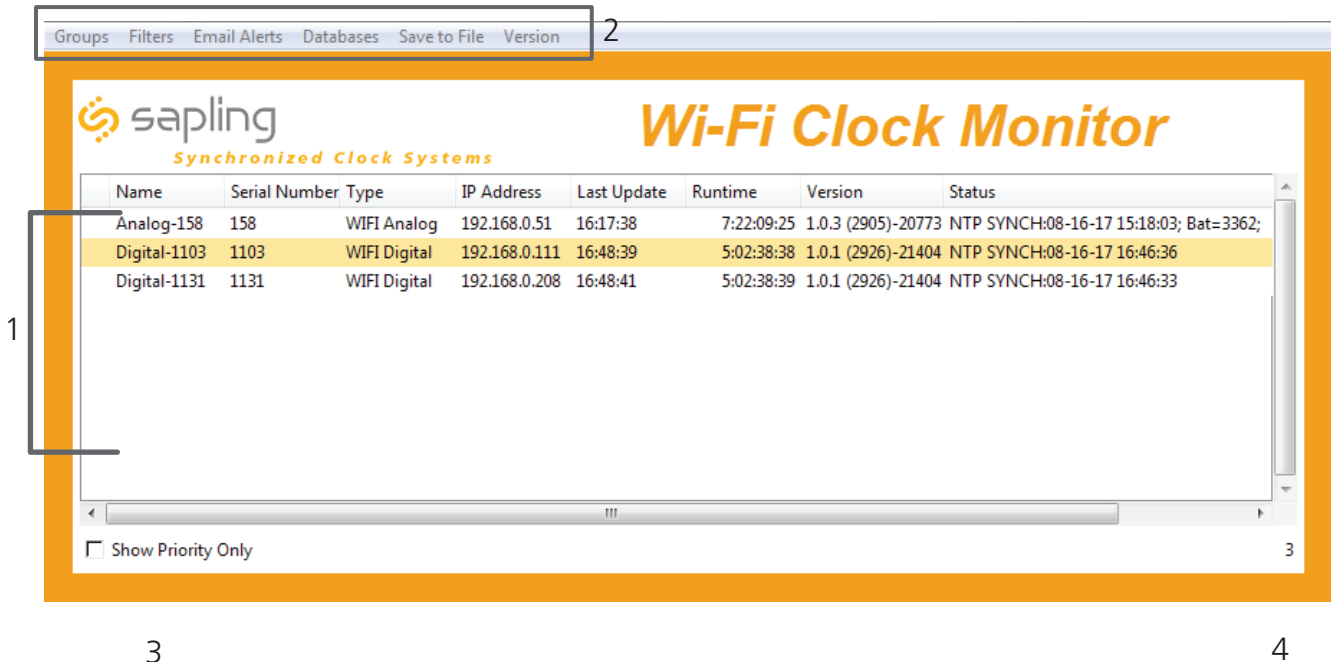 Groups Filters Email Alerts Databases Save to File Version 2
sapling
Synchronized Clock Systems
Wi-Fi Clock Monitor
Name Serial Number Type IP Address Last Update Runtime Version Status
Analog-158 158 WIFI Analog 192.168.0.51 16:17:38 7:22:09:25 1.0.3 (2905)-20773 NTP SYNCH:08-16-17 15:18:03; Bat=3362;
Digital-1103 1103 WIFI Digital 192.168.0.111 16:48:39 5:02:38:38 1.0.1 (2926)-21404 NTP SYNCH:08-16-17 16:46:36
Digital-1131 1131 WIFI Digital 192.168.0.208 16:48:41 5:02:38:39 1.0.1 (2926)-21404 NTP SYNCH:08-16-17 16:46:33
1
Show Priority Only 3
3 4